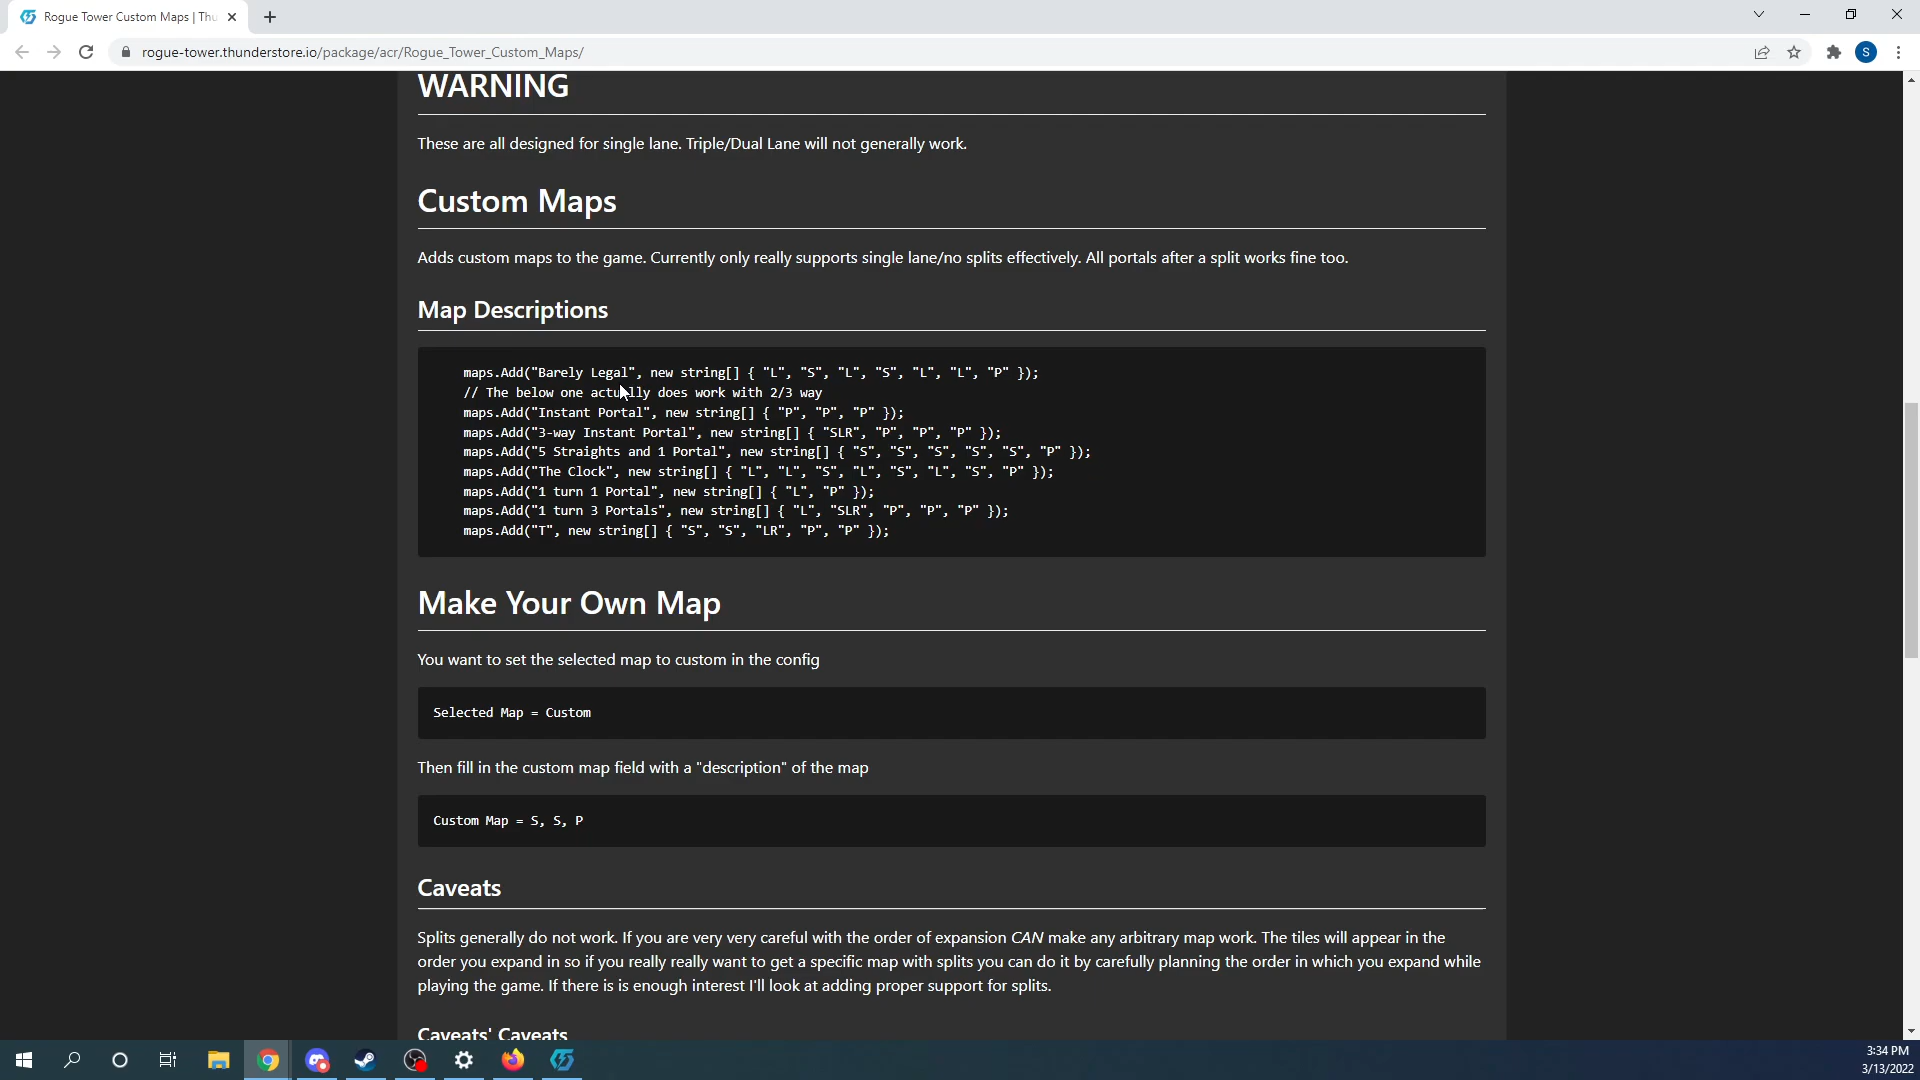 Rogue Tower Custom Maps | Thu
rogue-tower.thunderstore.io/package/acr/Rogue_Tower_Custom_Maps/
S
WARNING
These are all designed for single lane. Triple/Dual Lane will not generally work.
Custom Maps
Adds custom maps to the game. Currently only really supports single lane/no splits effectively. All portals after a split works fine too.
Map Descriptions
maps.Add("Barely Legal", new string[] { "L", "S", "L", "S", "L", "L", "P" });
// The below one actually does work with 2/3 way
maps.Add("Instant Portal", new string[] { "P", "P", "P" });
maps.Add("3-way Instant Portal", new string[] { "SLR", "P", "P", "P" });
maps.Add("5 Straights and 1 Portal", new string[] { "S", "S", "S", "S", "S", "P" });
maps.Add("The Clock", new string[] { "L", "L", "S", "L", "S", "L", "S", "P" });
maps.Add("1 turn 1 Portal", new string[] { "L", "P" });
maps.Add("1 turn 3 Portals", new string[] { "L", "SLR", "P", "P", "P" });
maps.Add("T", new string[] { "S", "S", "LR", "P", "P" });
Make Your Own Map
You want to set the selected map to custom in the config
Selected Map = Custom
Then fill in the custom map field with a "description" of the map
Custom Map = S, S, P
Caveats
Splits generally do not work. If you are very very careful with the order of expansion CAN make any arbitrary map work. The tiles will appear in the
order you expand in so if you really really want to get a specific map with splits you can do it by carefully planning the order in which you expand while
playing the game. If there is is enough interest I'll look at adding proper support for splits.
Caveats' Caveats
3:34 PM
3/13/2022